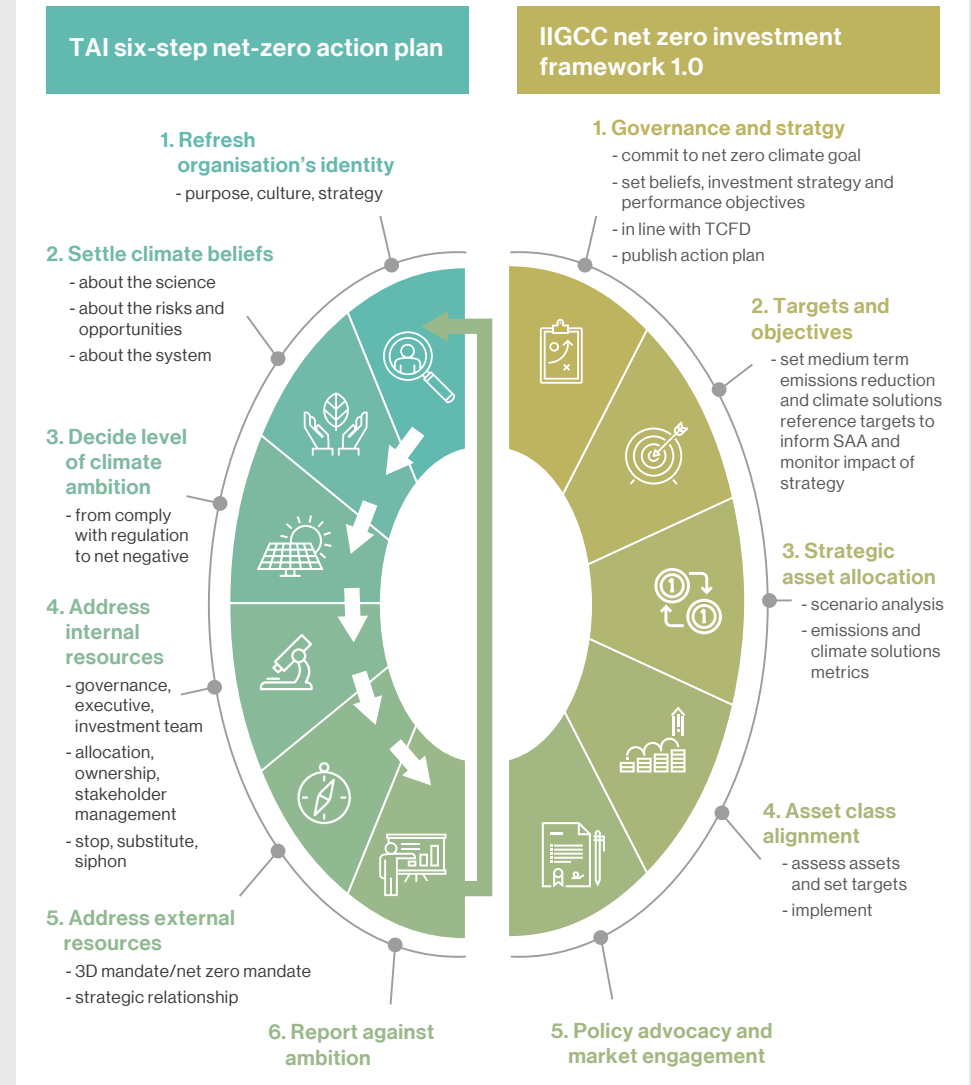 TAI six-step net-zero action plan
1. Refresh
organisation's identity
- purpose, culture, strategy
2. Settle climate beliefs
- about the science
- about the risks and
opportunities
- about the system
3. Decide level
of climate
ambition
- from comply
with regulation
to net negative
4. Address
internal
resources
- governance,
executive,
investment team
- allocation,
ownership,
stakeholder
management
- stop, substitute,
siphon
5. Address external
resources
- 3D mandate/net zero mandate
- strategic relationship
6. Report against
ambition
IIGCC net zero investment
framework 1.0
1. Governance and stratgy
- commit to net zero climate goal
- set beliefs, investment strategy and
performance objectives
- in line with TCFD
- publish action plan
2. Targets and
objectives
- set medium term
emissions reduction
and climate solutions
reference targets to
inform SAA and
monitor impact of
strategy
3. Strategic
asset allocation
- scenario analysis
- emissions and
climate solutions
metrics
1
1
4. Asset class
alignment
- assess assets
and set targets
- implement
5. Policy advocacy and
market engagement